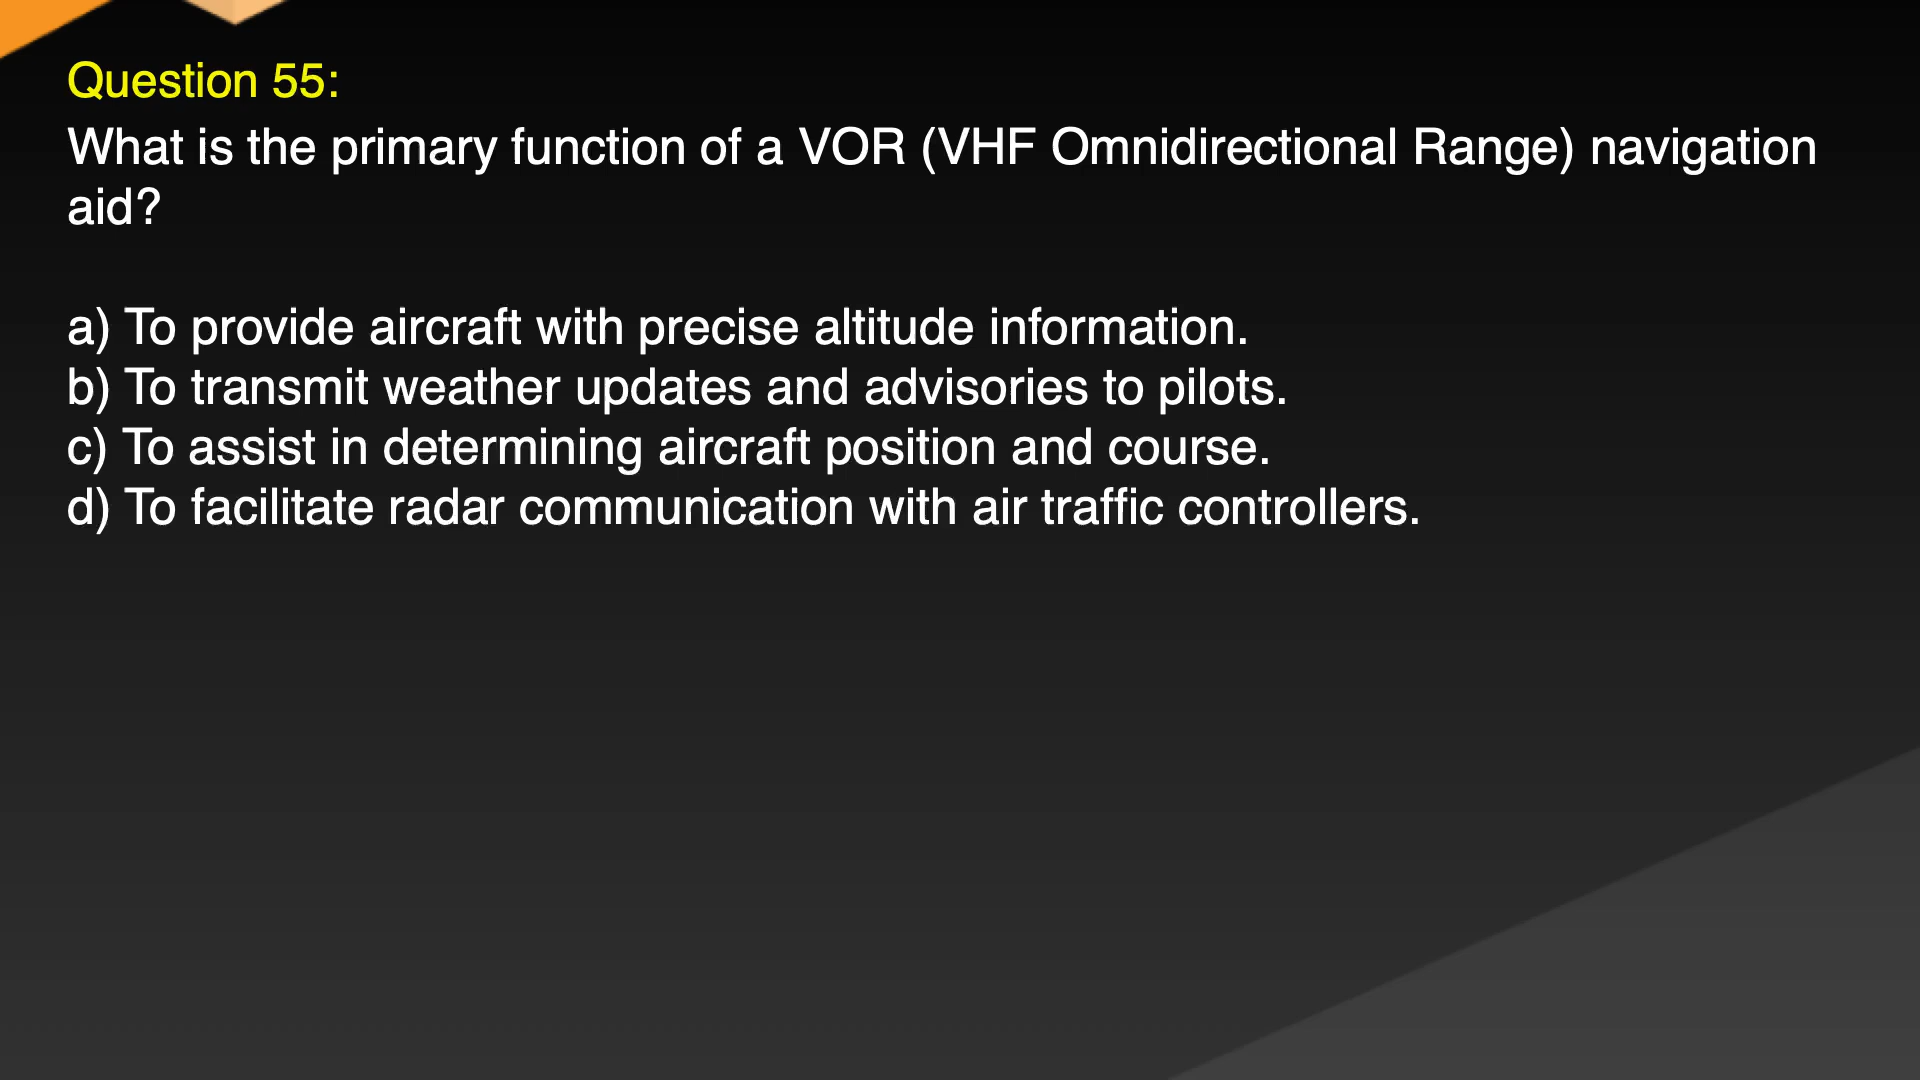 Question 55:
What is the primary function of a VOR (VHF Omnidirectional Range) navigation
aid?
a) To provide aircraft with precise altitude information.
b) To transmit weather updates and advisories to pilots.
c) To assist in determining aircraft position and course.
d) To facilitate radar communication with air traffic controllers.